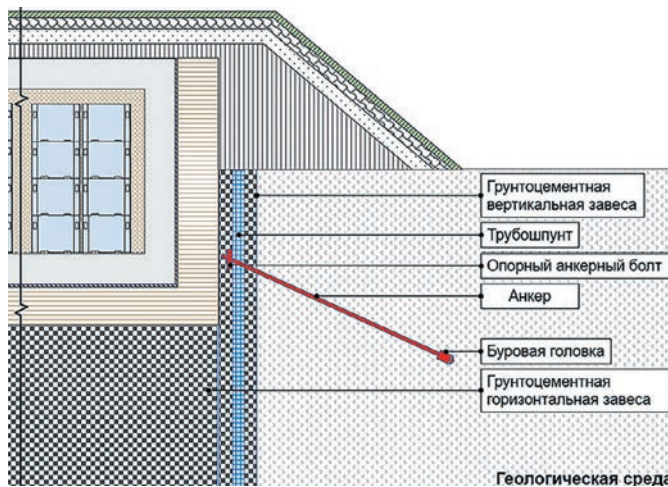 Грунтоцементная
вертикальная завеса
Трубошпунт
Опорный анкерный болт
Анкер
Буровая головка
Грунтоцементная
горизонтальная завеса
Геологическая среда